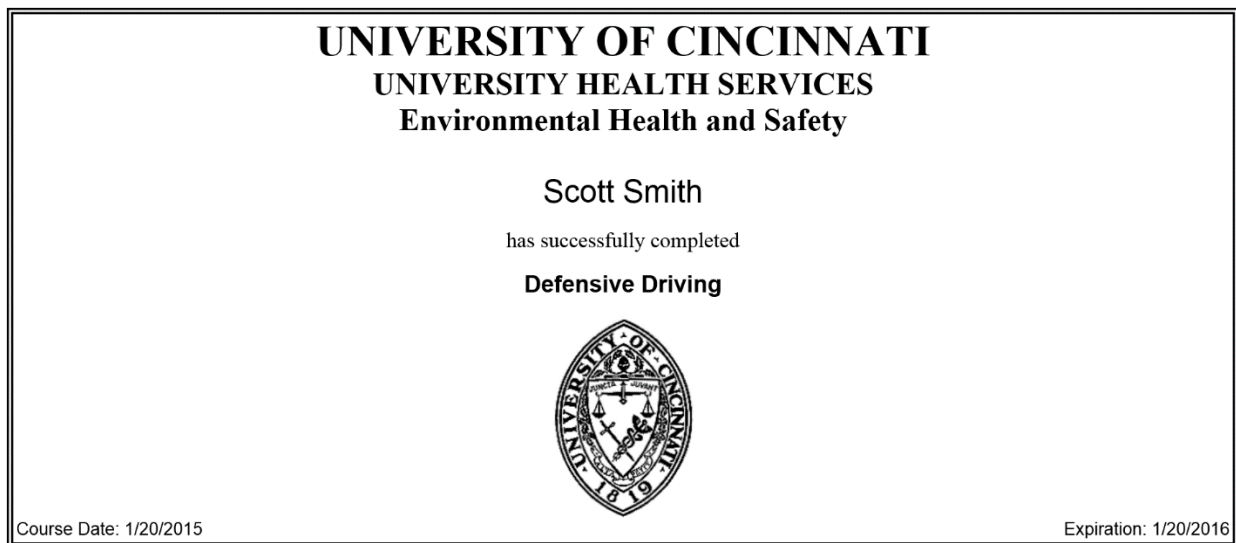 UNIVERSITY OF CINCINNATI
UNIVERSITY HEALTH SERVICES
Environmental Health and Safety
Scott Smith
has successfully completed
Defensive Driving
· UNIVERSITY · OF · CINCINNATI ·
JUNCTA JUVANT
1819
Course Date: 1/20/2015
Expiration: 1/20/2016